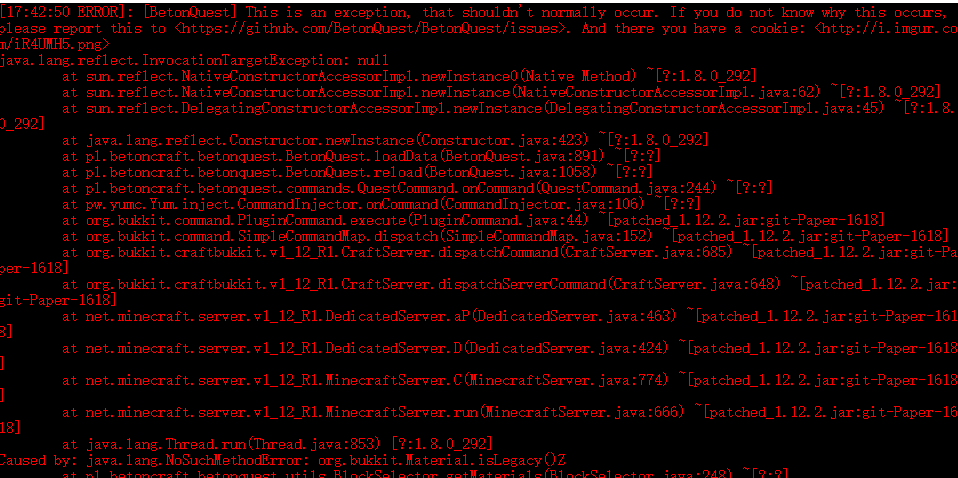 [17:42:50 ERROR]: [BetonQuest] This is an exception, that shouldn't normally occur. If you do not know why this occurs,
please report this to <https://github.com/BetonQuest/BetonQuest/issues>. And there you have a cookie: <http://i.imgur.co
m/iR4UMH5.png>
java.lang.reflect.InvocationTargetException: null
at sun.reflect.NativeConstructorAccessorImpl.newInstance0(Native Method) ~[?:1.8.0_292]
at sun.reflect.NativeConstructorAccessorImpl.newInstance(NativeConstructorAccessorImpl.java:62) ~[?:1.8.0_292]
at sun.reflect.DelegatingConstructorAccessorImpl.newInstance(DelegatingConstructorAccessorImpl.java:45) ~[?:1.8.
0_292]
at java.lang.reflect.Constructor.newInstance(Constructor.java:423) ~[?:1.8.0_292]
at pl.betoncraft.betonquest.BetonQuest.loadData(BetonQuest.java:891) ~[?:?]
at pl.betoncraft.betonquest.BetonQuest.reload(BetonQuest.java:1058) ~[?:?]
at pl.betoncraft.betonquest.commands.QuestCommand.onCommand(QuestCommand.java:244) ~[?:?]
at pw.yumc.Yum.inject.CommandInjector.onCommand(CommandInjector.java:106) ~[?:?]
at org.bukkit.command.PluginCommand.execute(PluginCommand.java:44) ~[patched_1.12.2.jar:git-Paper-1618]
at org.bukkit.command.SimpleCommandMap.dispatch(SimpleCommandMap.java:152) ~[patched_1.12.2.jar:git-Paper-1618]
at org.bukkit.craftbukkit.v1_12_R1.CraftServer.dispatchCommand(CraftServer.java:685) ~[patched_1.12.2.jar:git-Pa
per-1618]
at org.bukkit.craftbukkit.v1_12_R1.CraftServer.dispatchServerCommand(CraftServer.java:648) ~[patched_1.12.2.jar:
git-Paper-1618]
at net.minecraft.server.v1_12_R1.DedicatedServer.aP(DedicatedServer.java:463) ~[patched_1.12.2.jar:git-Paper-161
8]
at net.minecraft.server.v1_12_R1.DedicatedServer.D(DedicatedServer.java:424) ~[patched_1.12.2.jar:git-Paper-1618
]
at net.minecraft.server.v1_12_R1.MinecraftServer.C(MinecraftServer.java:774) ~[patched_1.12.2.jar:git-Paper-1618
]
at net.minecraft.server.v1_12_R1.MinecraftServer.run(MinecraftServer.java:666) ~[patched_1.12.2.jar:git-Paper-16
18]
at java.lang.Thread.run(Thread.java:853) [?:1.8.0_292]
Caused by: java.lang.NoSuchMethodError: org.bukkit.Material.isLegacy()Z
at pl.betoncraft.betonquest.utils.BlockSelector.getMaterials(BlockSelector.java:248) ~[?:?]